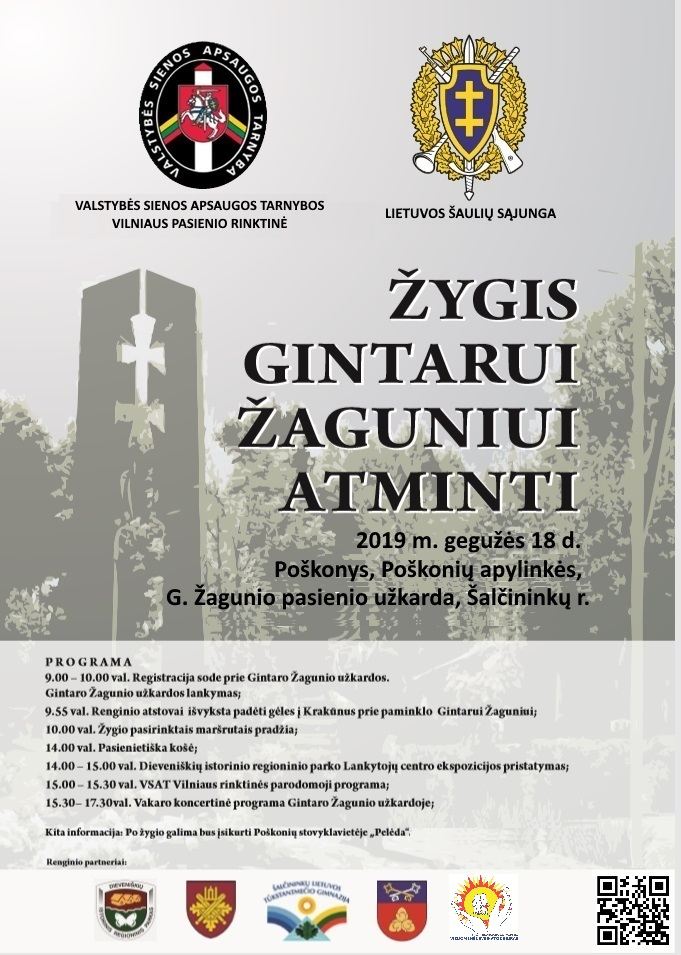 VALSTYBĖS SIENOS APSAUGOS TARNYBA
VALSTYBĖS SIENOS APSAUGOS TARNYBOS
VILNIAUS PASIENIO RINKTINĖ
LIETUVOS ŠAULIŲ SĄJUNGA
ŽYGIS
GINTARUI
ŽAGUNIUI
ATMINTI
2019 m. gegužės 18 d.
Poškonys, Poškonių apylinkės,
G. Žagunio pasienio užkarda, Šalčininkų r.
PROGRAMA
9.00 – 10.00 val. Registracija sode prie Gintaro Žagunio užkardos.
Gintaro Žagunio užkardos lankymas;
9.55 val. Renginio atstovai išvyksta padėti gėles į Krakūnus prie paminklo Gintarui Žaguniui;
10.00 val. Žygio pasirinktais maršrutais pradžia;
14.00 val. Pasienietiška košė;
14.00 – 15.00 val. Dieveniškių istorinio regioninio parko Lankytojų centro ekspozicijos pristatymas;
15.00 – 15.30 val. VSAT Vilniaus rinktinės parodomoji programa;
15.30– 17.30val. Vakaro koncertinė programa Gintaro Žagunio užkardoje;
Kita informacija: Po žygio galima bus įsikurti Poškonių stovyklavietėje „Pelėda".
Renginio partneriai:
DIEVENIŠKIŲ
ISTORINIS REGIONINIS PARKAS
ŠALČININKŲ LIETUVOS
TŪKSTANTMEČIO GIMNAZIJA